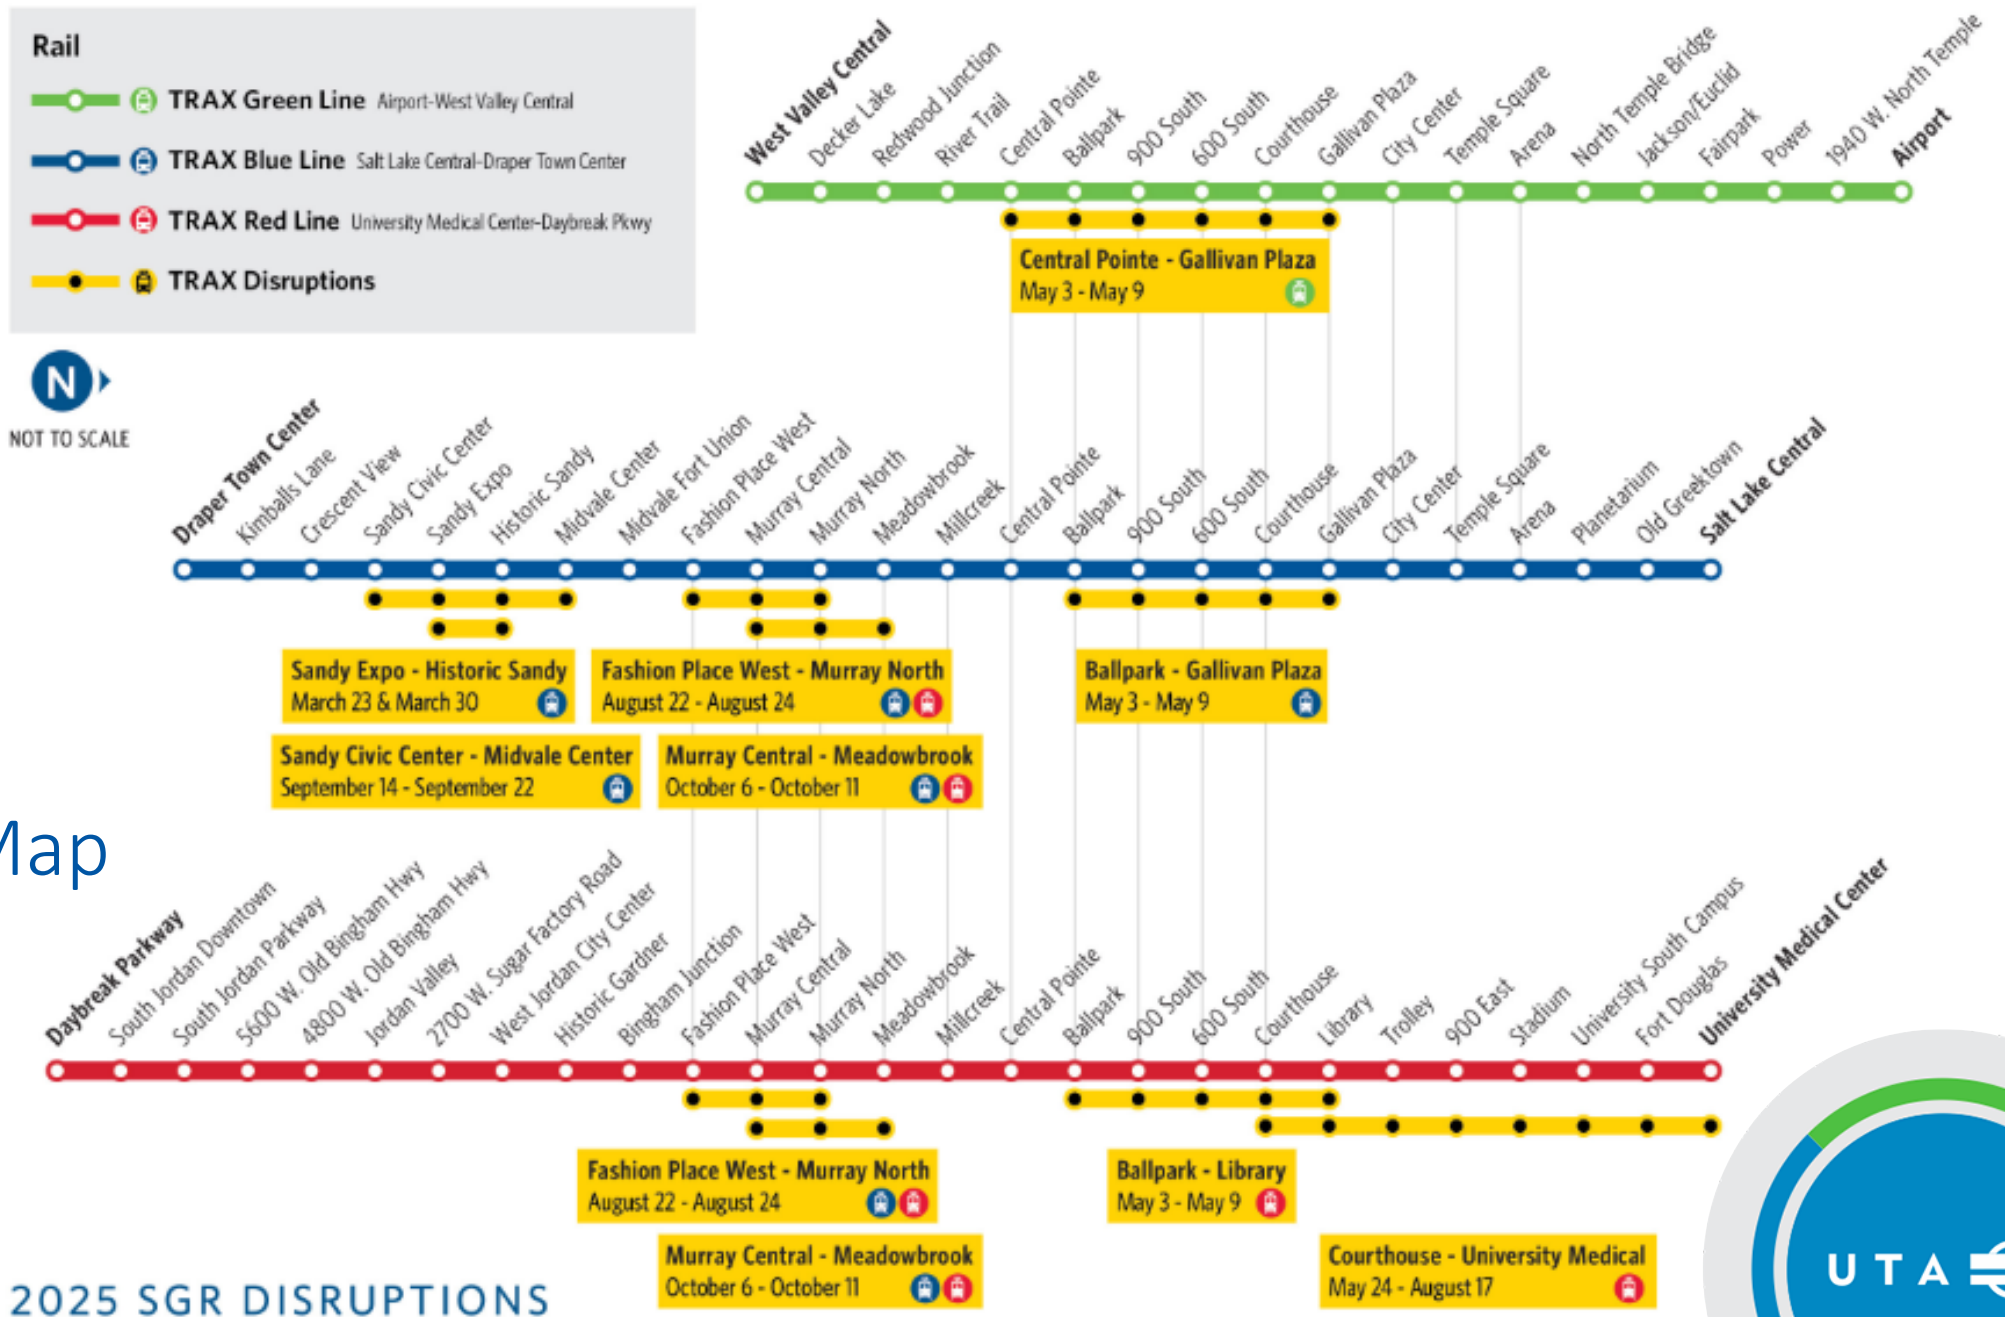 Rail
TRAX Green Line Airport-West Valley Central
TRAX Blue Line Salt Lake Central-Draper Town Center
TRAX Red Line University Medical Center-Daybreak Pkwy
TRAX Disruptions
N
NOT TO SCALE
West Valley Central
Decker Lake
Redwood Junction
River Trail
Central Pointe
Ballpark
900 South
600 South
Courthouse
Gallivan Plaza
City Center
Temple Square
Arena
North Temple Bridge
Jackson/Euclid
Fairpark
Power
1940 W. North Temple
Airport
Central Pointe - Gallivan Plaza
May 3 - May 9
Draper Town Center
Kimballs Lane
Crescent View
Sandy Civic Center
Sandy Expo
Historic Sandy
Midvale Center
Midvale Fort Union
Fashion Place West
Murray Central
Murray North
Meadowbrook
Millcreek
Central Pointe
Ballpark
900 South
600 South
Courthouse
Gallivan Plaza
City Center
Temple Square
Arena
Planetarium
Old Greektown
Salt Lake Central
Sandy Expo - Historic Sandy
March 23 & March 30
Fashion Place West - Murray North
August 22 - August 24
Ballpark - Gallivan Plaza
May 3 - May 9
Sandy Civic Center - Midvale Center
September 14 - September 22
Murray Central - Meadowbrook
October 6 - October 11
Map
Daybreak Parkway
South Jordan Downtown
South Jordan Parkway
5600 W. Old Bingham Hwy
4800 W. Old Bingham Hwy
Jordan Valley
2700 W. Sugar Factory Road
West Jordan City Center
Historic Gardner
Bingham Junction
Fashion Place West
Murray Central
Murray North
Meadowbrook
Millcreek
Central Pointe
Ballpark
900 South
600 South
Courthouse
Library
Trolley
900 East
Stadium
University South Campus
Fort Douglas
University Medical Center
Fashion Place West - Murray North
August 22 - August 24
Ballpark - Library
May 3 - May 9
Murray Central - Meadowbrook
October 6 - October 11
Courthouse - University Medical
May 24 - August 17
2025 SGR DISRUPTIONS
UTA